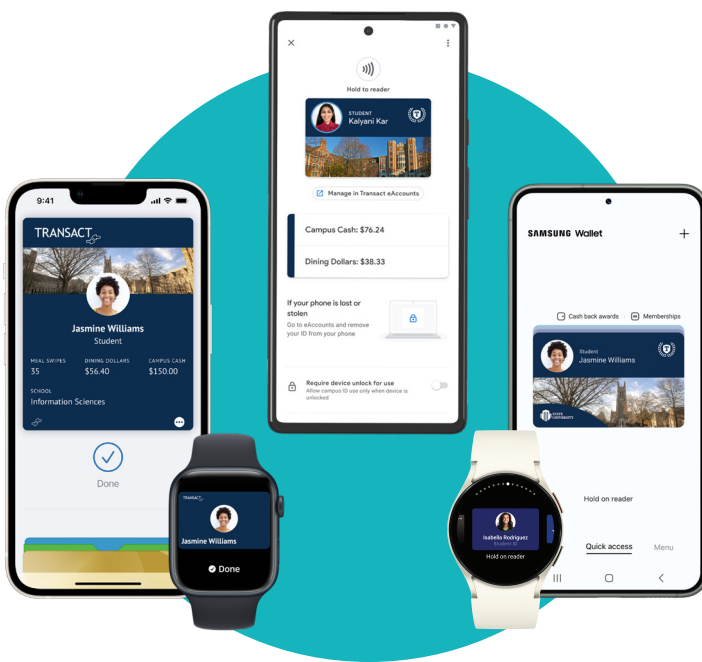 Hold to reader
STUDENT
Kalyani Kar
Manage in Transact eAccounts
Campus Cash: $76.24
Dining Dollars: $38.33
If your phone is lost or
stolen
Go to eAccounts and remove
your ID from your phone
Require device unlock for use
Allow campus ID use only when device is
unlocked
9:41
TRANSACT
Jasmine Williams
Student
MEAL SWIPES DINING DOLLARS CAMPUS CASH
35 $56.40 $150.00
SCHOOL
Information Sciences
Done
TRANSACT
Jasmine Williams
Done
SAMSUNG Wallet
Cash back awards Memberships
Student
Jasmine Williams
STATE
UNIVERSITY
Hold on reader
Quick access Menu
Isabella Rodriguez
Student ID
Hold on reader